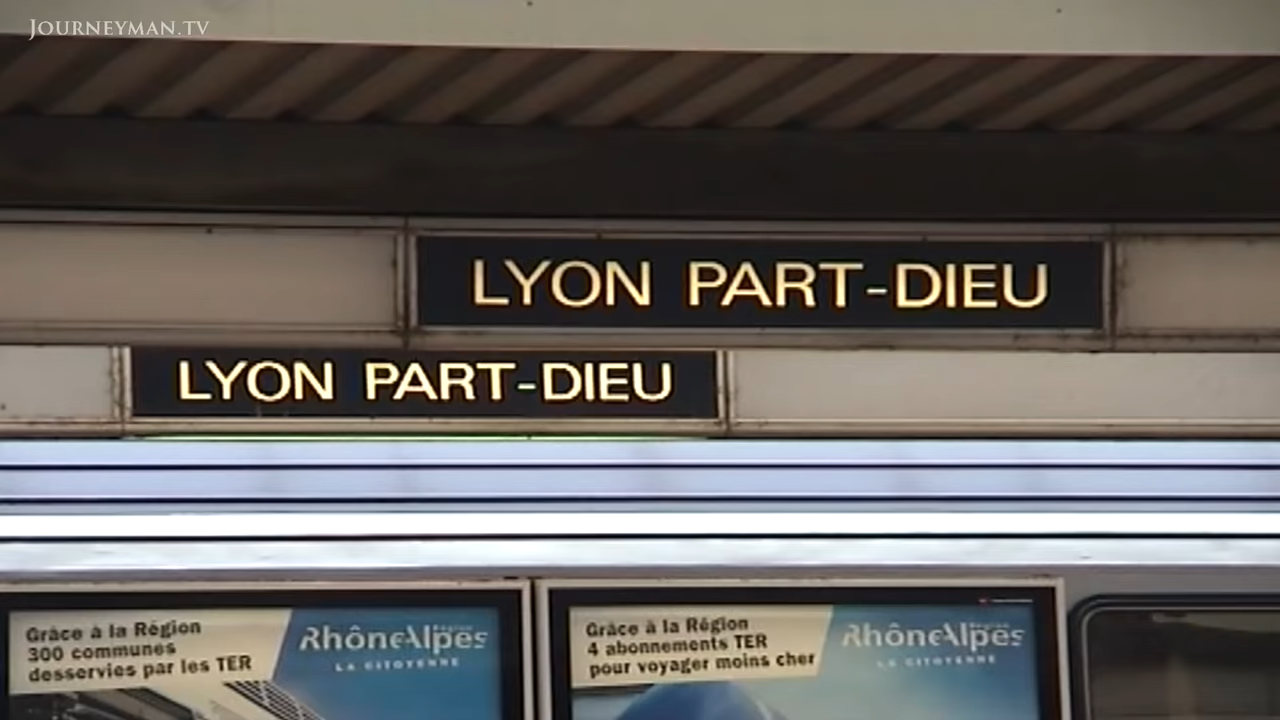 JOURNEYMAN.TV
LYON PART-DIEU
LYON PART-DIEU
Grâce à la Région
300 communes
desservies par les TER
RhôneAlpes
LA CITOYENNE
Grâce à la Région
4 abonnements TER
pour voyager moins cher
RhôneAlpes Région
LA CITOYENNE